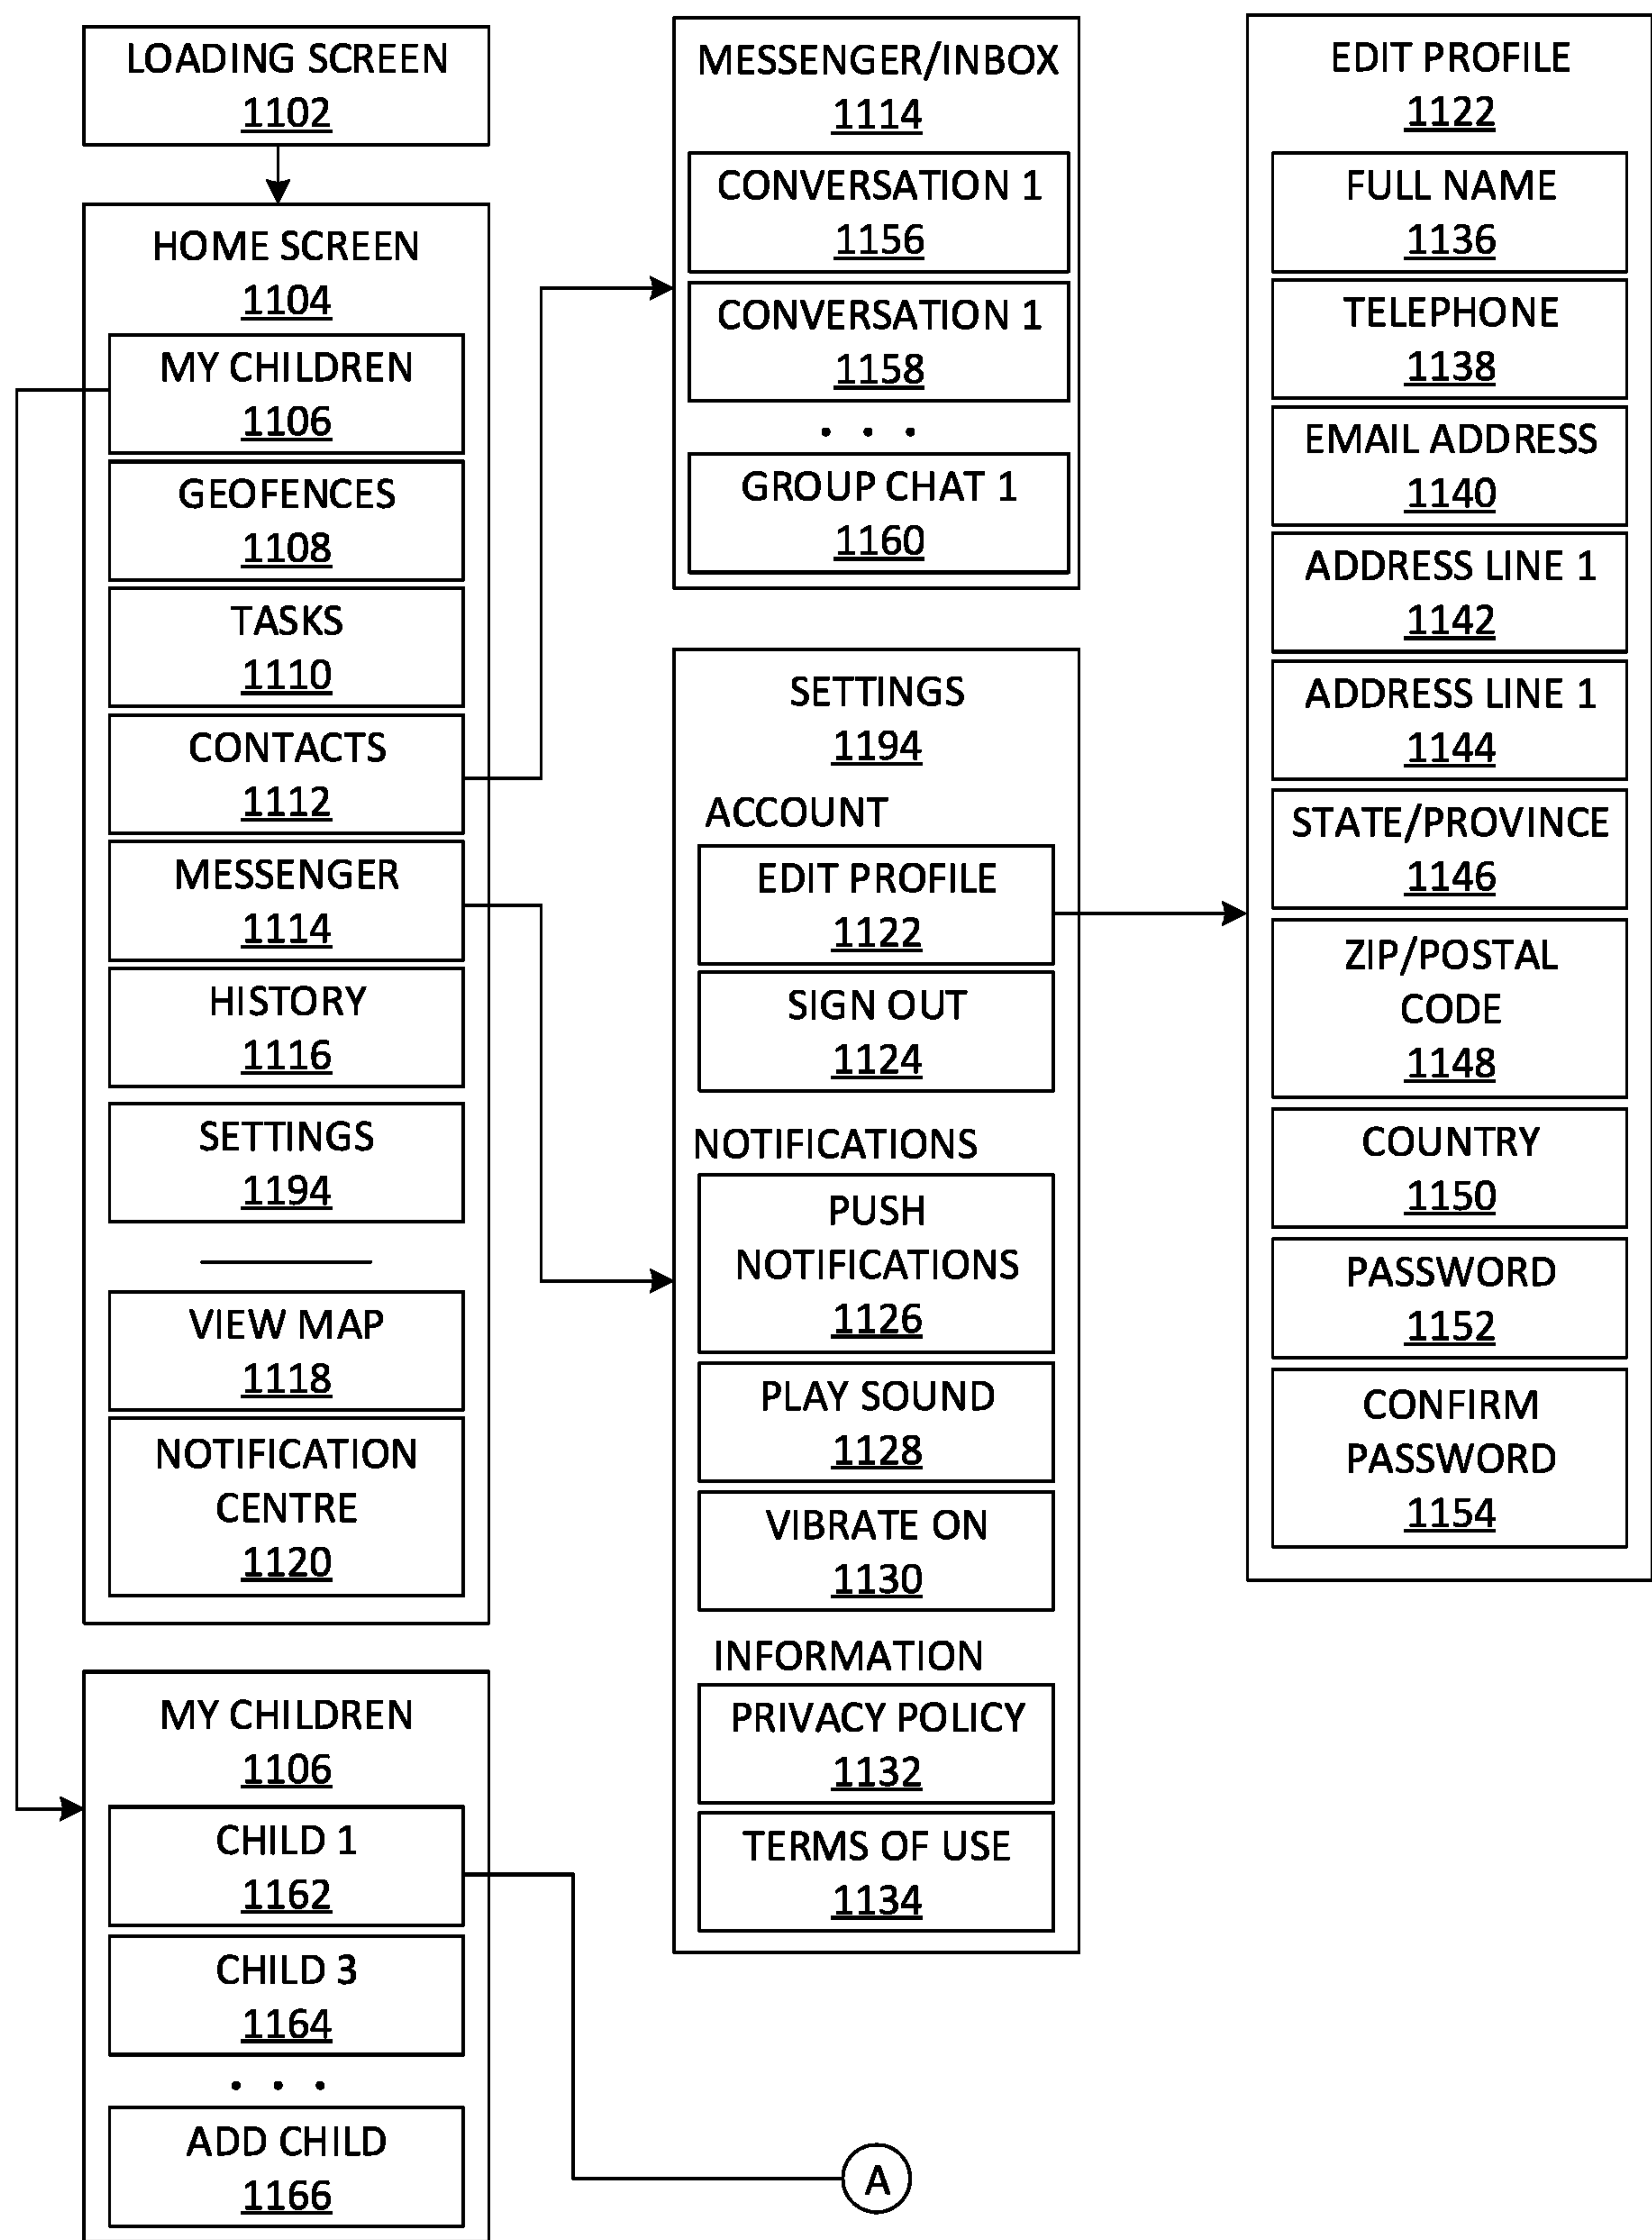 LOADING SCREEN
1102
HOME SCREEN
1104
MY CHILDREN
1106
GEOFENCES
1108
TASKS
1110
CONTACTS
1112
MESSENGER
1114
HISTORY
1116
SETTINGS
1194
VIEW MAP
1118
NOTIFICATION
CENTRE
1120
MY CHILDREN
1106
CHILD 1
1162
CHILD 3
1164
. . .
ADD CHILD
1166
MESSENGER/INBOX
1114
CONVERSATION 1
1156
CONVERSATION 1
1158
. . .
GROUP CHAT 1
1160
SETTINGS
1194
ACCOUNT
EDIT PROFILE
1122
SIGN OUT
1124
NOTIFICATIONS
PUSH
NOTIFICATIONS
1126
PLAY SOUND
1128
VIBRATE ON
1130
INFORMATION
PRIVACY POLICY
1132
TERMS OF USE
1134
A
EDIT PROFILE
1122
FULL NAME
1136
TELEPHONE
1138
EMAIL ADDRESS
1140
ADDRESS LINE 1
1142
ADDRESS LINE 1
1144
STATE/PROVINCE
1146
ZIP/POSTAL
CODE
1148
COUNTRY
1150
PASSWORD
1152
CONFIRM
PASSWORD
1154